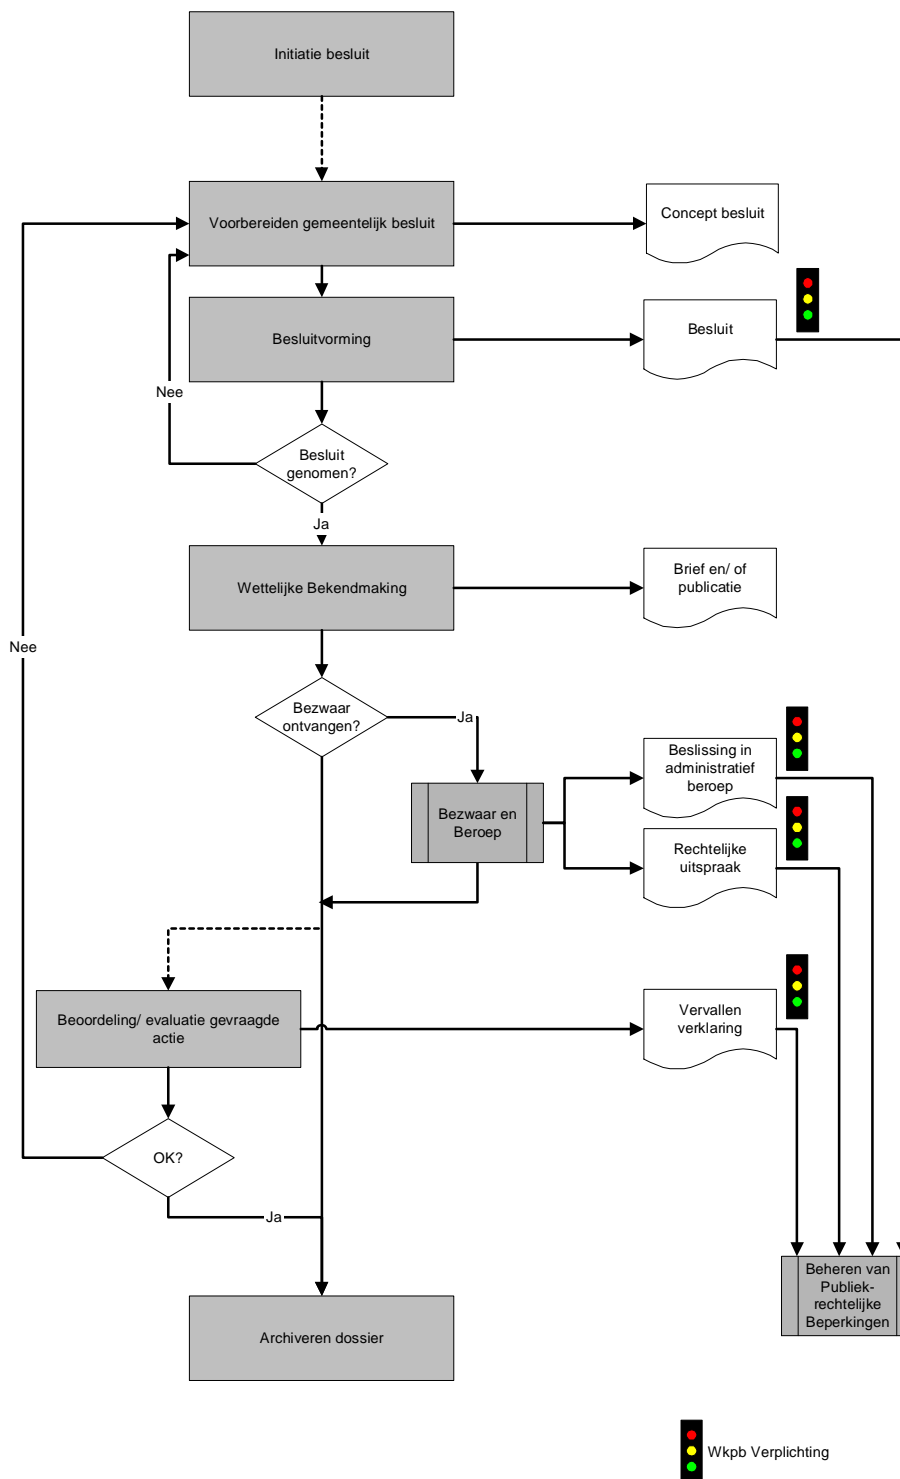 Initiatie besluit
Voorbereiden gemeentelijk besluit
Concept besluit
Besluitvorming
Besluit
Nee
Besluit
genomen?
Ja
Wettelijke Bekendmaking
Brief en/ of
publicatie
Nee
Bezwaar
ontvangen?
Ja
Beslissing in
administratief
beroep
Bezwaar en
Beroep
Rechtelijke
uitspraak
Beoordeling/ evaluatie gevraagde
actie
Vervallen
verklaring
OK?
Ja
Beheren van
Publiek-
rechtelijke
Beperkingen
Archiveren dossier
Wkpb Verplichting